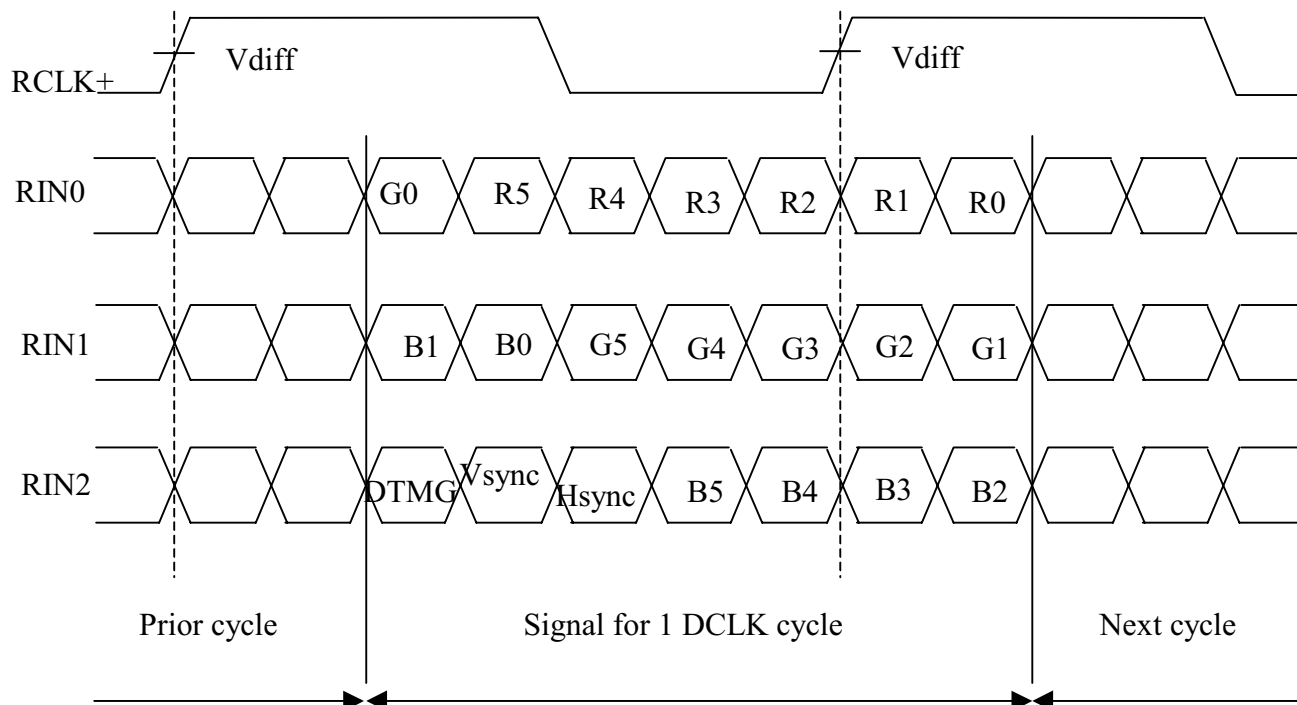 RCLK+ Vdiff Vdiff
RIN0 G0 R5 R4 R3 R2 R1 R0
RIN1 B1 B0 G5 G4 G3 G2 G1
RIN2 DTMG Vsync Hsync B5 B4 B3 B2
Prior cycle Signal for 1 DCLK cycle Next cycle